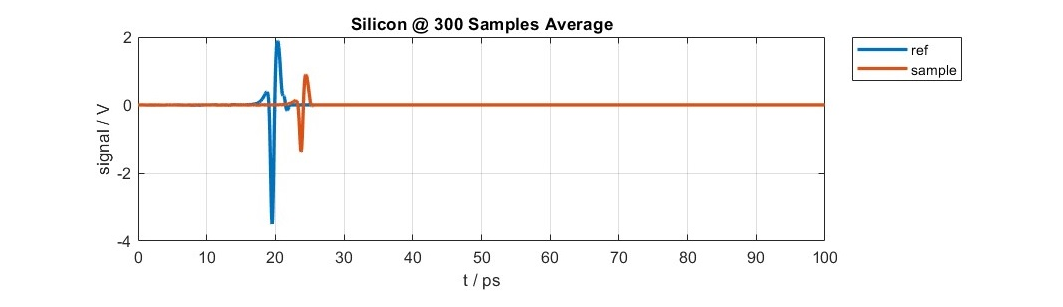 Silicon @ 300 Samples Average
ref
sample
signal / V
2
0
-2
-4
0 10 20 30 40 50 60 70 80 90 100
t / ps